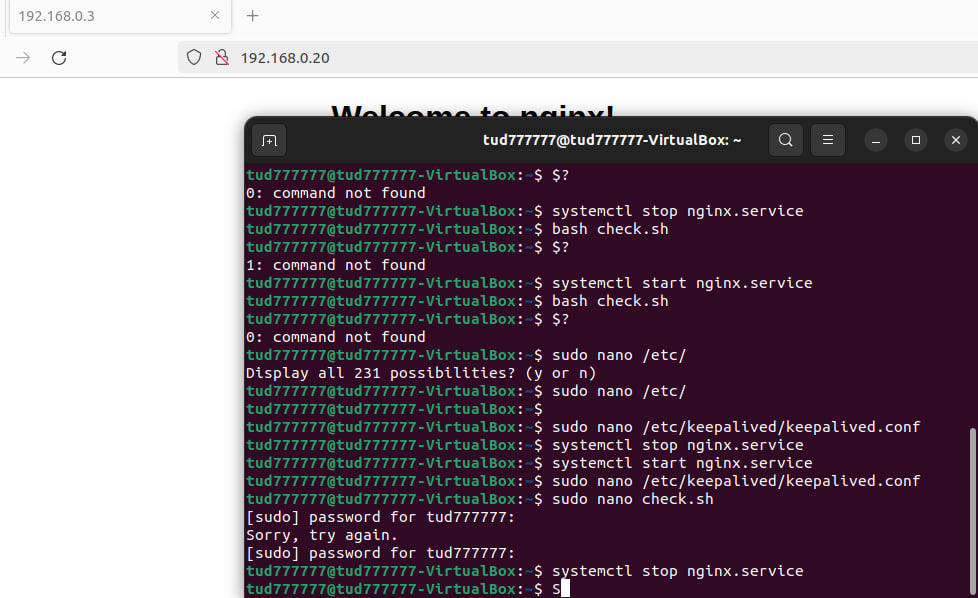 192.168.0.3
192.168.0.20
Welcome to nginx!
tud777777@tud777777-VirtualBox: ~
tud777777@tud777777-VirtualBox:~$ $?
0: command not found
tud777777@tud777777-VirtualBox:~$ systemctl stop nginx.service
tud777777@tud777777-VirtualBox:~$ bash check.sh
tud777777@tud777777-VirtualBox:~$ $?
1: command not found
tud777777@tud777777-VirtualBox:~$ systemctl start nginx.service
tud777777@tud777777-VirtualBox:~$ bash check.sh
tud777777@tud777777-VirtualBox:~$ $?
0: command not found
tud777777@tud777777-VirtualBox:~$ sudo nano /etc/
Display all 231 possibilities? (y or n)
tud777777@tud777777-VirtualBox:~$ sudo nano /etc/
tud777777@tud777777-VirtualBox:~$
tud777777@tud777777-VirtualBox:~$ sudo nano /etc/keepalived/keepalived.conf
tud777777@tud777777-VirtualBox:~$ systemctl stop nginx.service
tud777777@tud777777-VirtualBox:~$ systemctl start nginx.service
tud777777@tud777777-VirtualBox:~$ sudo nano /etc/keepalived/keepalived.conf
tud777777@tud777777-VirtualBox:~$ sudo nano check.sh
[sudo] password for tud777777:
Sorry, try again.
[sudo] password for tud777777:
tud777777@tud777777-VirtualBox:~$ systemctl stop nginx.service
tud777777@tud777777-VirtualBox:~$ S